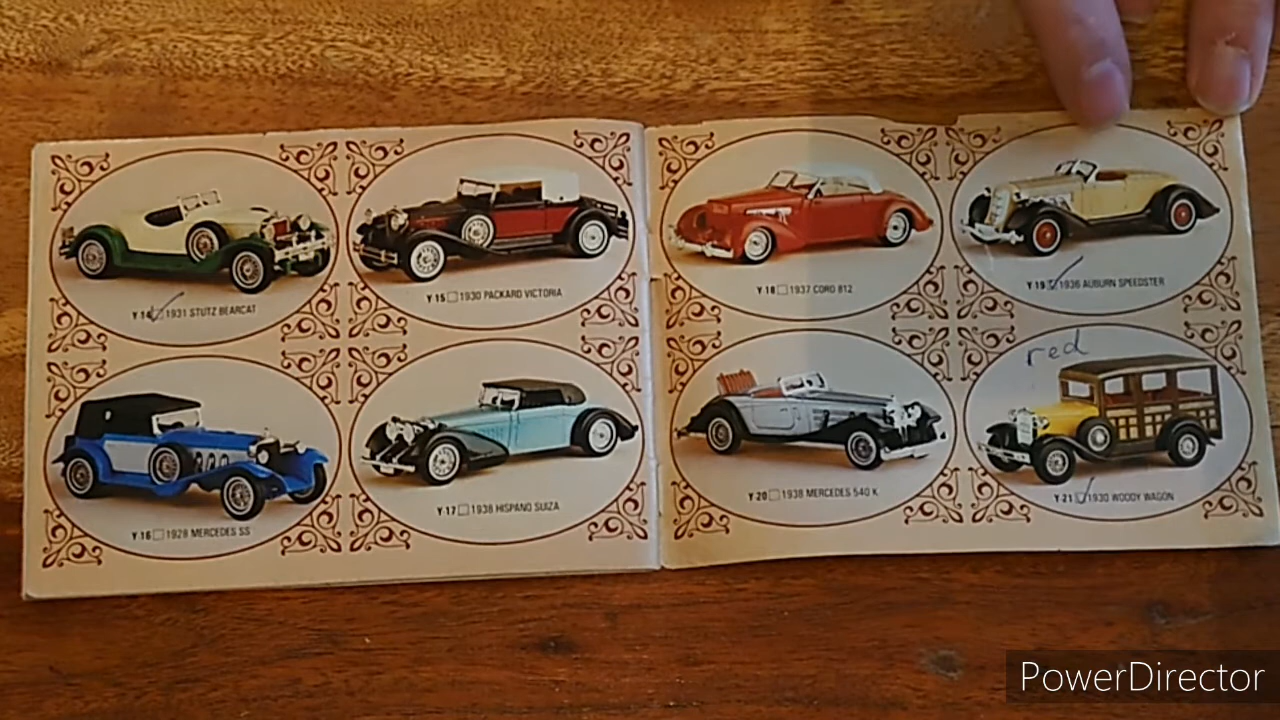 Y 14 1931 STUTZ BEARCAT
Y 15 1930 PACKARD VICTORIA
Y 16 1928 MERCEDES SS
Y-17 1938 HISPANO SUIZA
Y 18 1937 CORD 812
Y 19 1936 AUBURN SPEEDSTER
Y 20 1938 MERCEDES 540 K
red
Y-21 1930 WOODY WAGON
PowerDirector